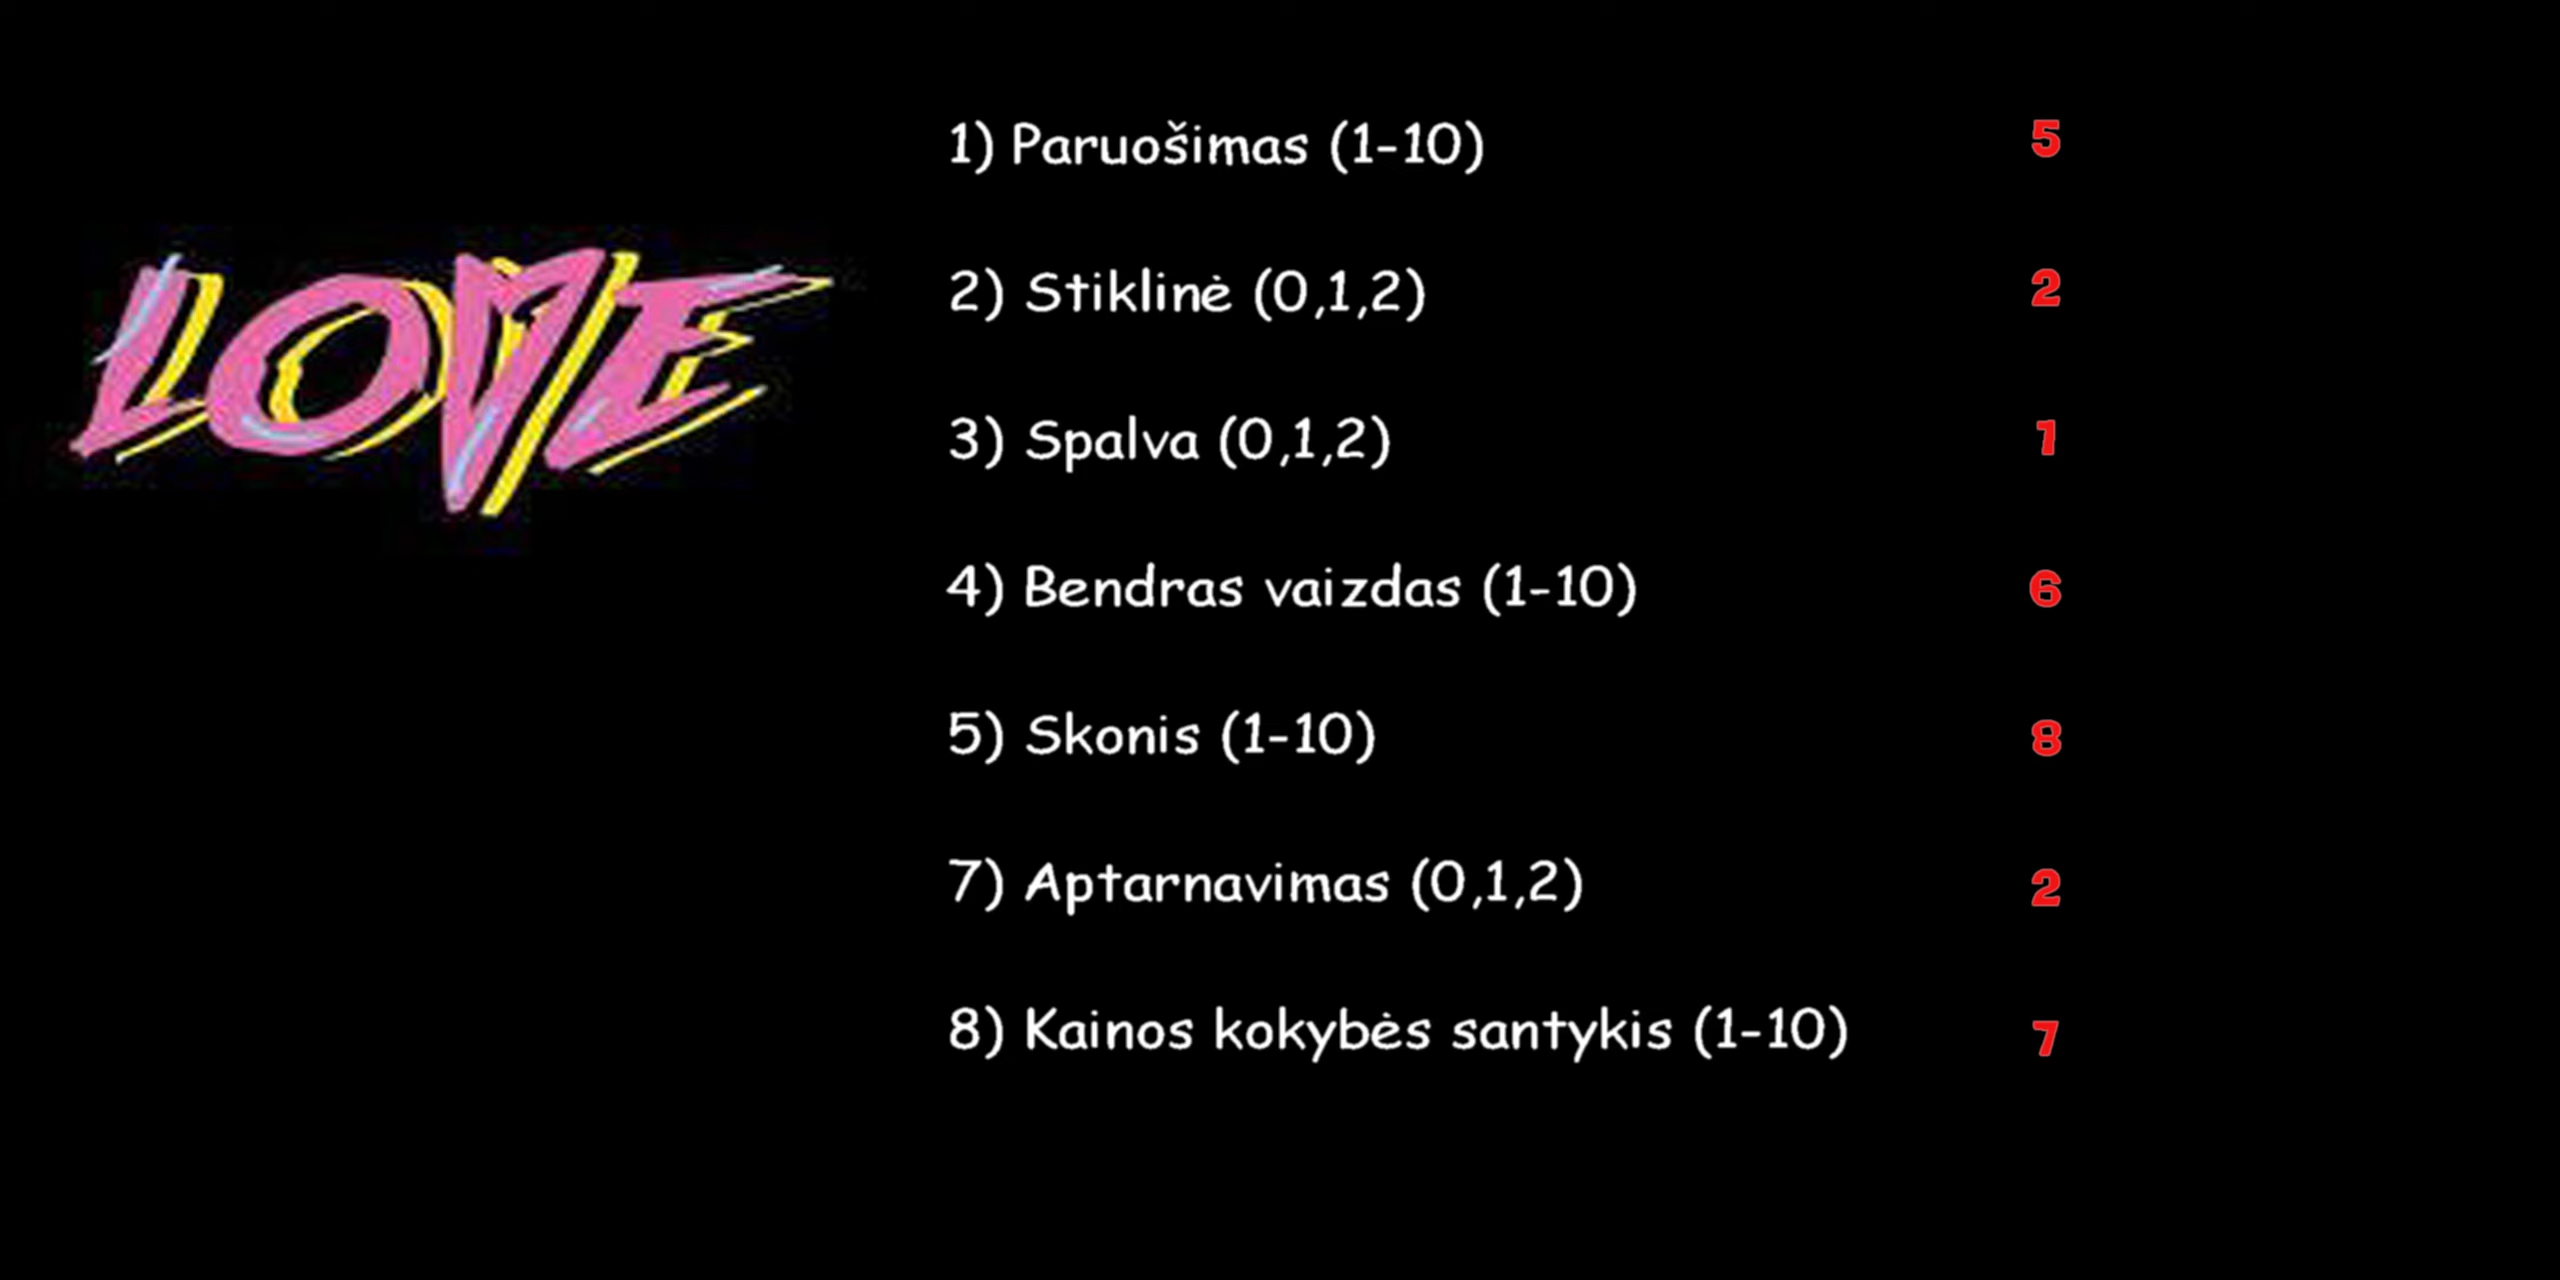 LOVE
1) Paruošimas (1-10) 5
2) Stiklinė (0,1,2) 2
3) Spalva (0,1,2) 1
4) Bendras vaizdas (1-10) 6
5) Skonis (1-10) 8
7) Aptarnavimas (0,1,2) 2
8) Kainos kokybės santykis (1-10) 7